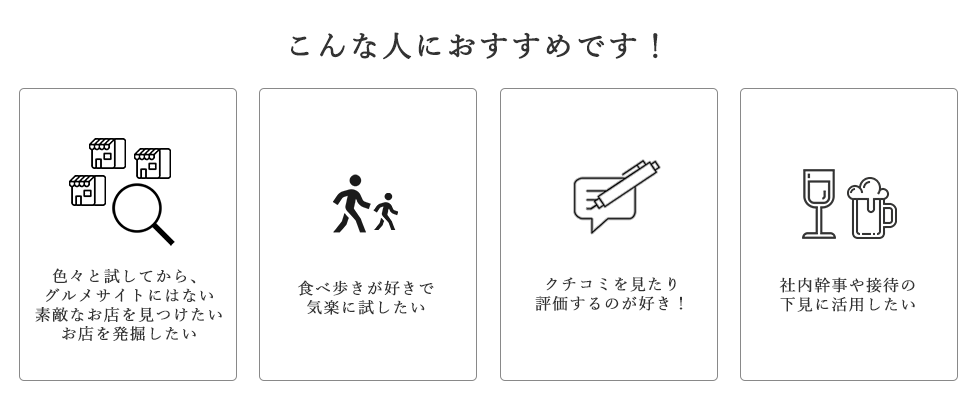 こんな人におすすめです！
色々と試してから、
グルメサイトにはない
素敵なお店を見つけたい
お店を発掘したい
食べ歩きが好きで
気楽に試したい
クチコミを見たり
評価するのが好き！
社内幹事や接待の
下見に活用したい